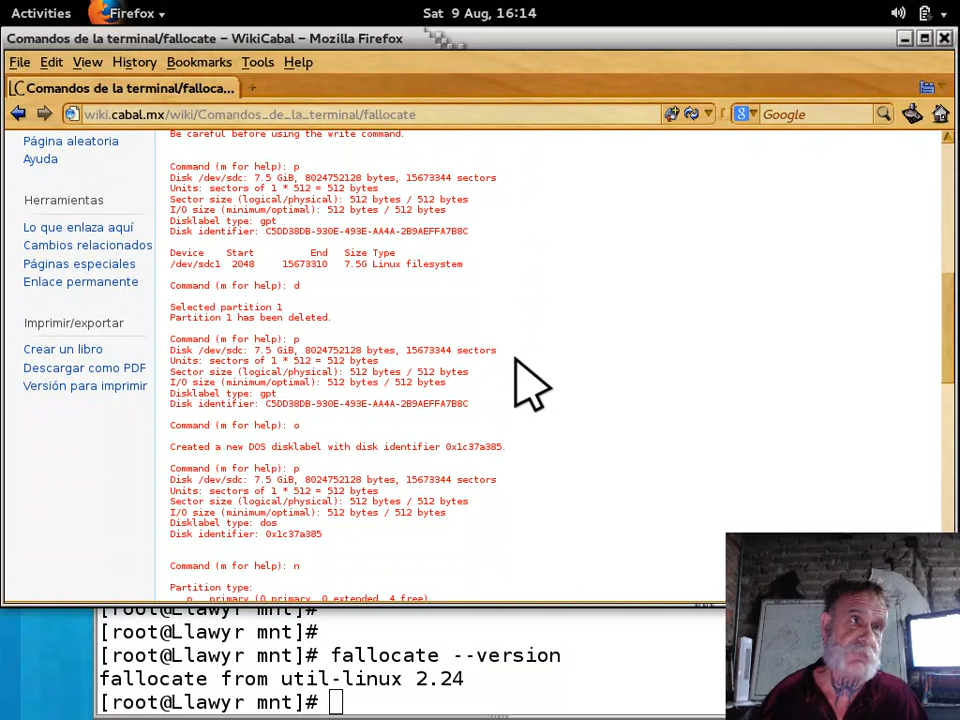 Activities Firefox Sat 9 Aug, 16:14
Comandos de la terminal/fallocate – WikiCabal – Mozilla Firefox
File Edit View History Bookmarks Tools Help
Comandos de la terminal/falloca...
wiki.cabal.mx/wiki/Comandos_de_la_terminal/fallocate
Google
Página aleatoria
Ayuda
Herramientas
Lo que enlaza aquí
Cambios relacionados
Páginas especiales
Enlace permanente
Imprimir/exportar
Crear un libro
Descargar como PDF
Versión para imprimir
Be careful before using the write command.
Command (m for help): p
Disk /dev/sdc: 7.5 GiB, 8024752128 bytes, 15673344 sectors
Units: sectors of 1 * 512 = 512 bytes
Sector size (logical/physical): 512 bytes / 512 bytes
I/O size (minimum/optimal): 512 bytes / 512 bytes
Disklabel type: gpt
Disk identifier: C5DD38DB-930E-493E-AA4A-2B9AEFFA7B8C
Device Start End Size Type
/dev/sdc1 2048 15673310 7.5G Linux filesystem
Command (m for help): d
Selected partition 1
Partition 1 has been deleted.
Command (m for help): p
Disk /dev/sdc: 7.5 GiB, 8024752128 bytes, 15673344 sectors
Units: sectors of 1 * 512 = 512 bytes
Sector size (logical/physical): 512 bytes / 512 bytes
I/O size (minimum/optimal): 512 bytes / 512 bytes
Disklabel type: gpt
Disk identifier: C5DD38DB-930E-493E-AA4A-2B9AEFFA7B8C
Command (m for help): o
Created a new DOS disklabel with disk identifier 0x1c37a385.
Command (m for help): p
Disk /dev/sdc: 7.5 GiB, 8024752128 bytes, 15673344 sectors
Units: sectors of 1 * 512 = 512 bytes
Sector size (logical/physical): 512 bytes / 512 bytes
I/O size (minimum/optimal): 512 bytes / 512 bytes
Disklabel type: dos
Disk identifier: 0x1c37a385
Command (m for help): n
Partition type:
p primary (0 primary, 0 extended, 4 free)
[root@Llawyr mnt]#
[root@Llawyr mnt]#
[root@Llawyr mnt]# fallocate --version
fallocate from util-linux 2.24
[root@Llawyr mnt]#